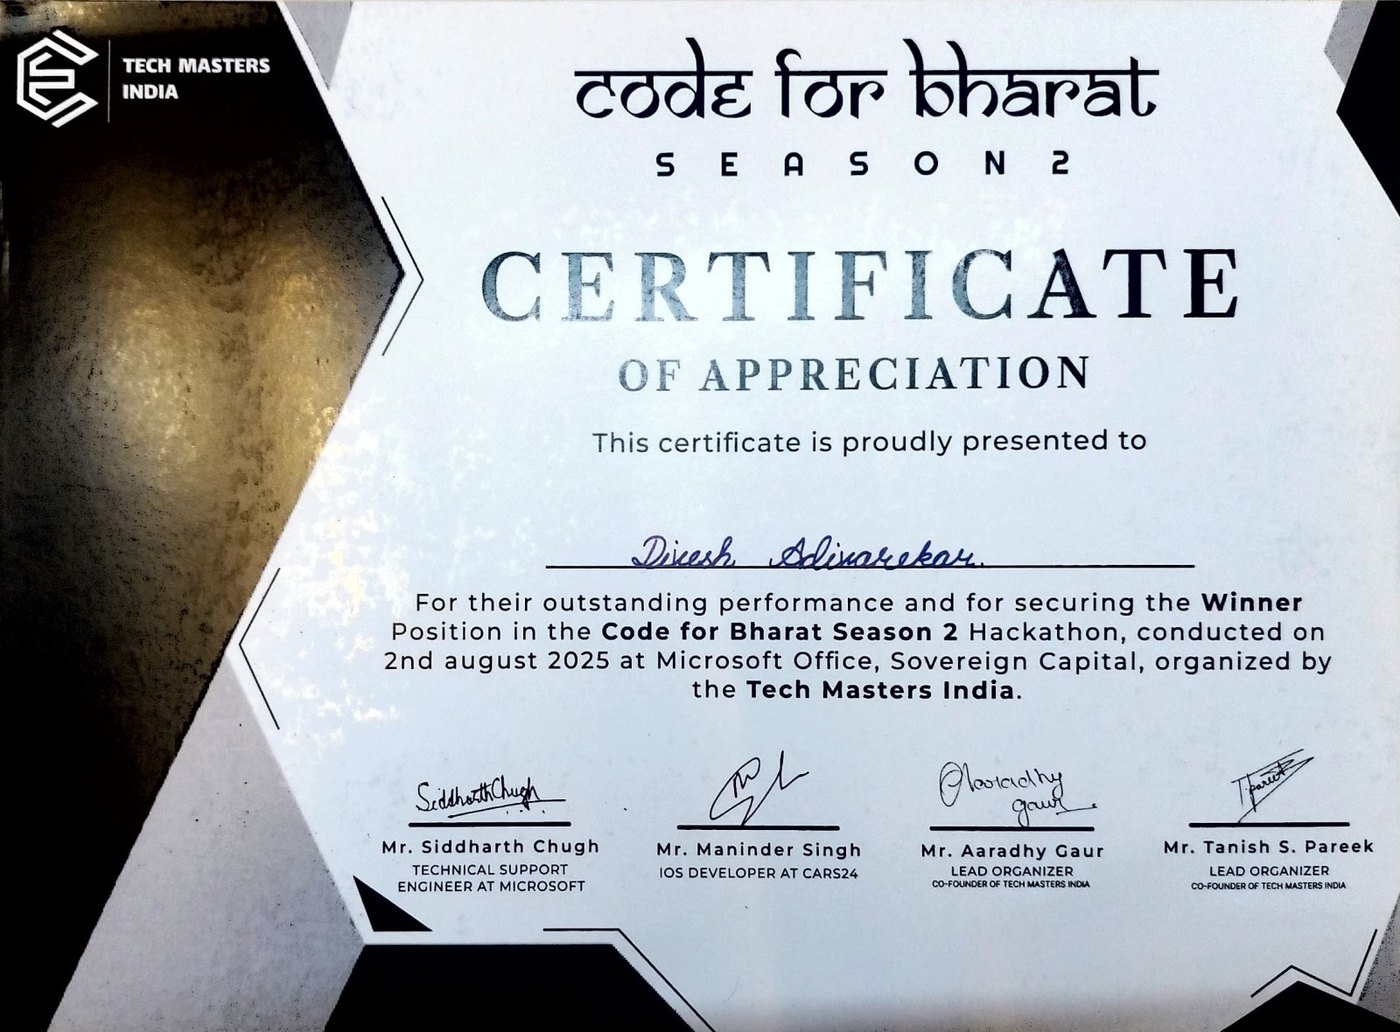 TECH MASTERS
INDIA
code for bharat
SEASON 2
CERTIFICATE
OF APPRECIATION
This certificate is proudly presented to
Dinesh Adivarekar.
For their outstanding performance and for securing the Winner
Position in the Code for Bharat Season 2 Hackathon, conducted on
2nd august 2025 at Microsoft Office, Sovereign Capital, organized by
the Tech Masters India.
Siddharth Chugh
Aaradhy
gaur
T.pareek
Mr. Siddharth Chugh
TECHNICAL SUPPORT
ENGINEER AT MICROSOFT
Mr. Maninder Singh
IOS DEVELOPER AT CARS24
Mr. Aaradhy Gaur
LEAD ORGANIZER
CO-FOUNDER OF TECH MASTERS INDIA
Mr. Tanish S. Pareek
LEAD ORGANIZER
CO-FOUNDER OF TECH MASTERS INDIA